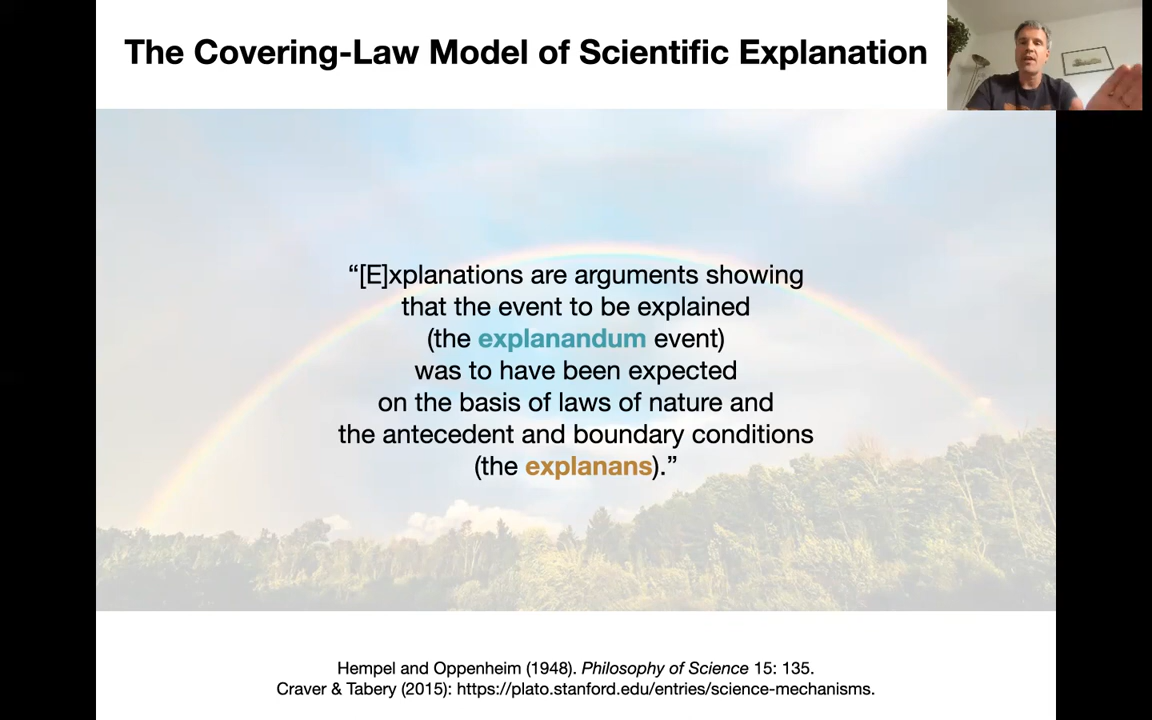 The Covering-Law Model of Scientific Explanation
“[E]xplanations are arguments showing
that the event to be explained
(the explanandum event)
was to have been expected
on the basis of laws of nature and
the antecedent and boundary conditions
(the explanans).”
Hempel and Oppenheim (1948). Philosophy of Science 15: 135.
Craver & Tabery (2015): https://plato.stanford.edu/entries/science-mechanisms.